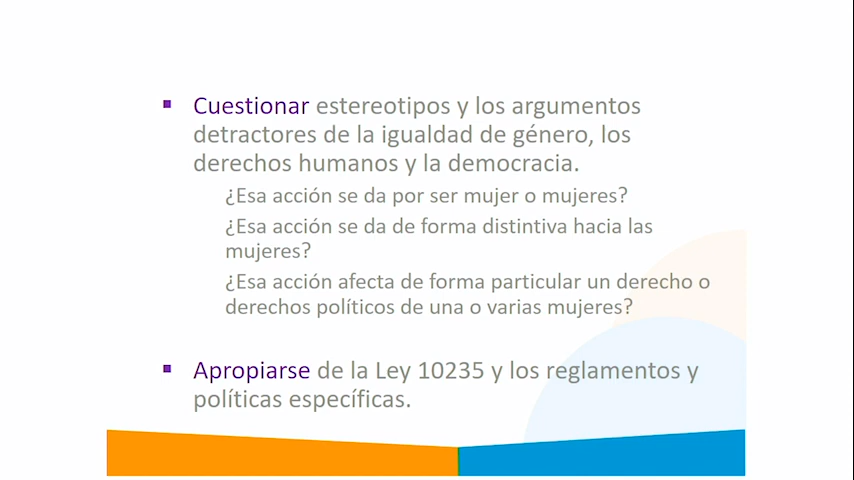 Cuestionar estereotipos y los argumentos
detractores de la igualdad de género, los
derechos humanos y la democracia.
¿Esa acción se da por ser mujer o mujeres?
¿Esa acción se da de forma distintiva hacia las
mujeres?
¿Esa acción afecta de forma particular un derecho o
derechos políticos de una o varias mujeres?
Apropiarse de la Ley 10235 y los reglamentos y
políticas específicas.